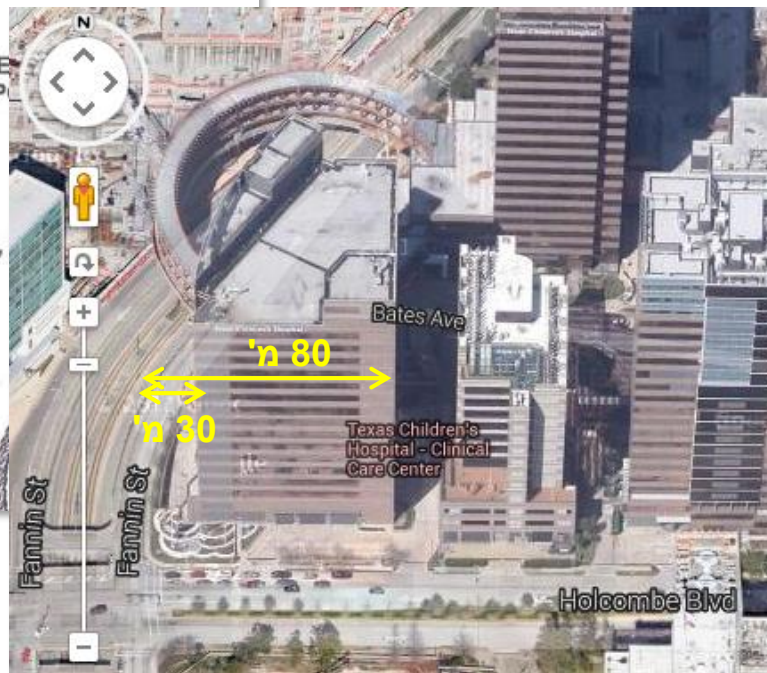 N
Bates Ave
80 מ'
30 מ'
Texas Children's
Hospital - Clinical
Care Center
Fannin St
Fannin St
Holcombe Blvd